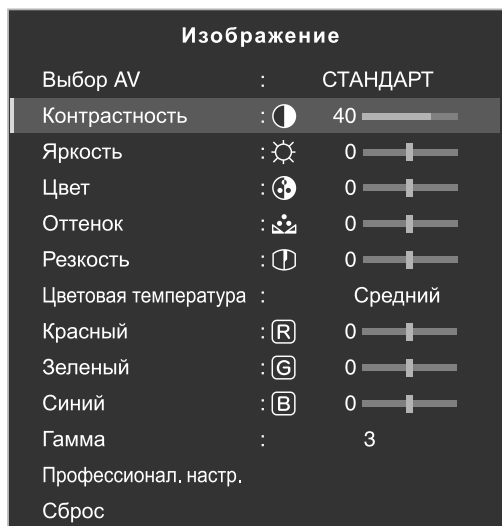 Изображение
Выбор AV : СТАНДАРТ
Контрастность : 40
Яркость : 0
Цвет : 0
Оттенок : 0
Резкость : 0
Цветовая температура : Средний
Красный : R 0
Зеленый : G 0
Синий : B 0
Гамма : 3
Профессионал. настр.
Сброс